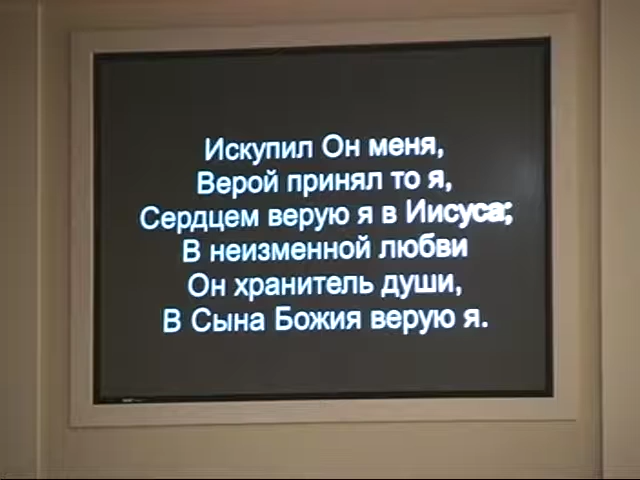 Искупил Он меня,
Верой принял то я,
Сердцем верую я в Иисуса;
В неизменной любви
Он хранитель души,
В Сына Божия верую я.